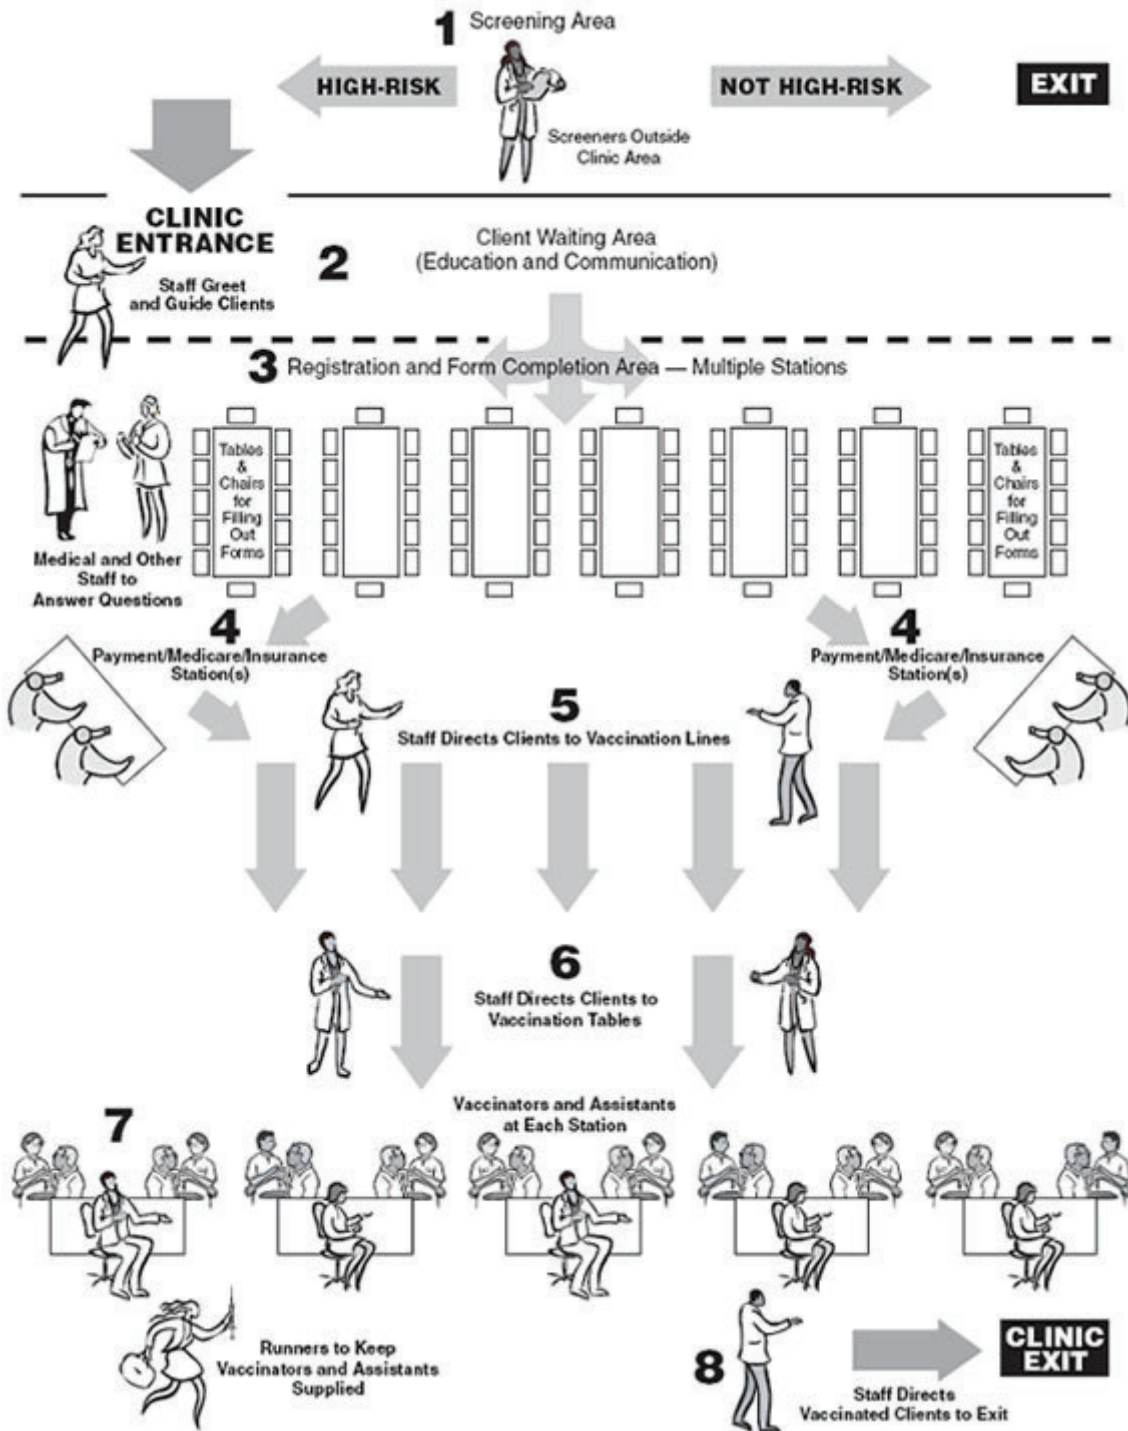 1 Screening Area
HIGH-RISK
NOT HIGH-RISK
EXIT
Screeners Outside
Clinic Area
CLINIC
ENTRANCE
Staff Greet
and Guide Clients
2
Client Waiting Area
(Education and Communication)
3 Registration and Form Completion Area — Multiple Stations
Tables
&
Chairs
for
Filling
Out
Forms
Tables
&
Chairs
for
Filling
Out
Forms
Medical and Other
Staff to
Answer Questions
4
Payment/Medicare/Insurance
Station(s)
4
Payment/Medicare/Insurance
Station(s)
5
Staff Directs Clients to Vaccination Lines
6
Staff Directs Clients to
Vaccination Tables
7
Vaccinators and Assistants
at Each Station
Runners to Keep
Vaccinators and Assistants
Supplied
8
Staff Directs
Vaccinated Clients to Exit
CLINIC
EXIT